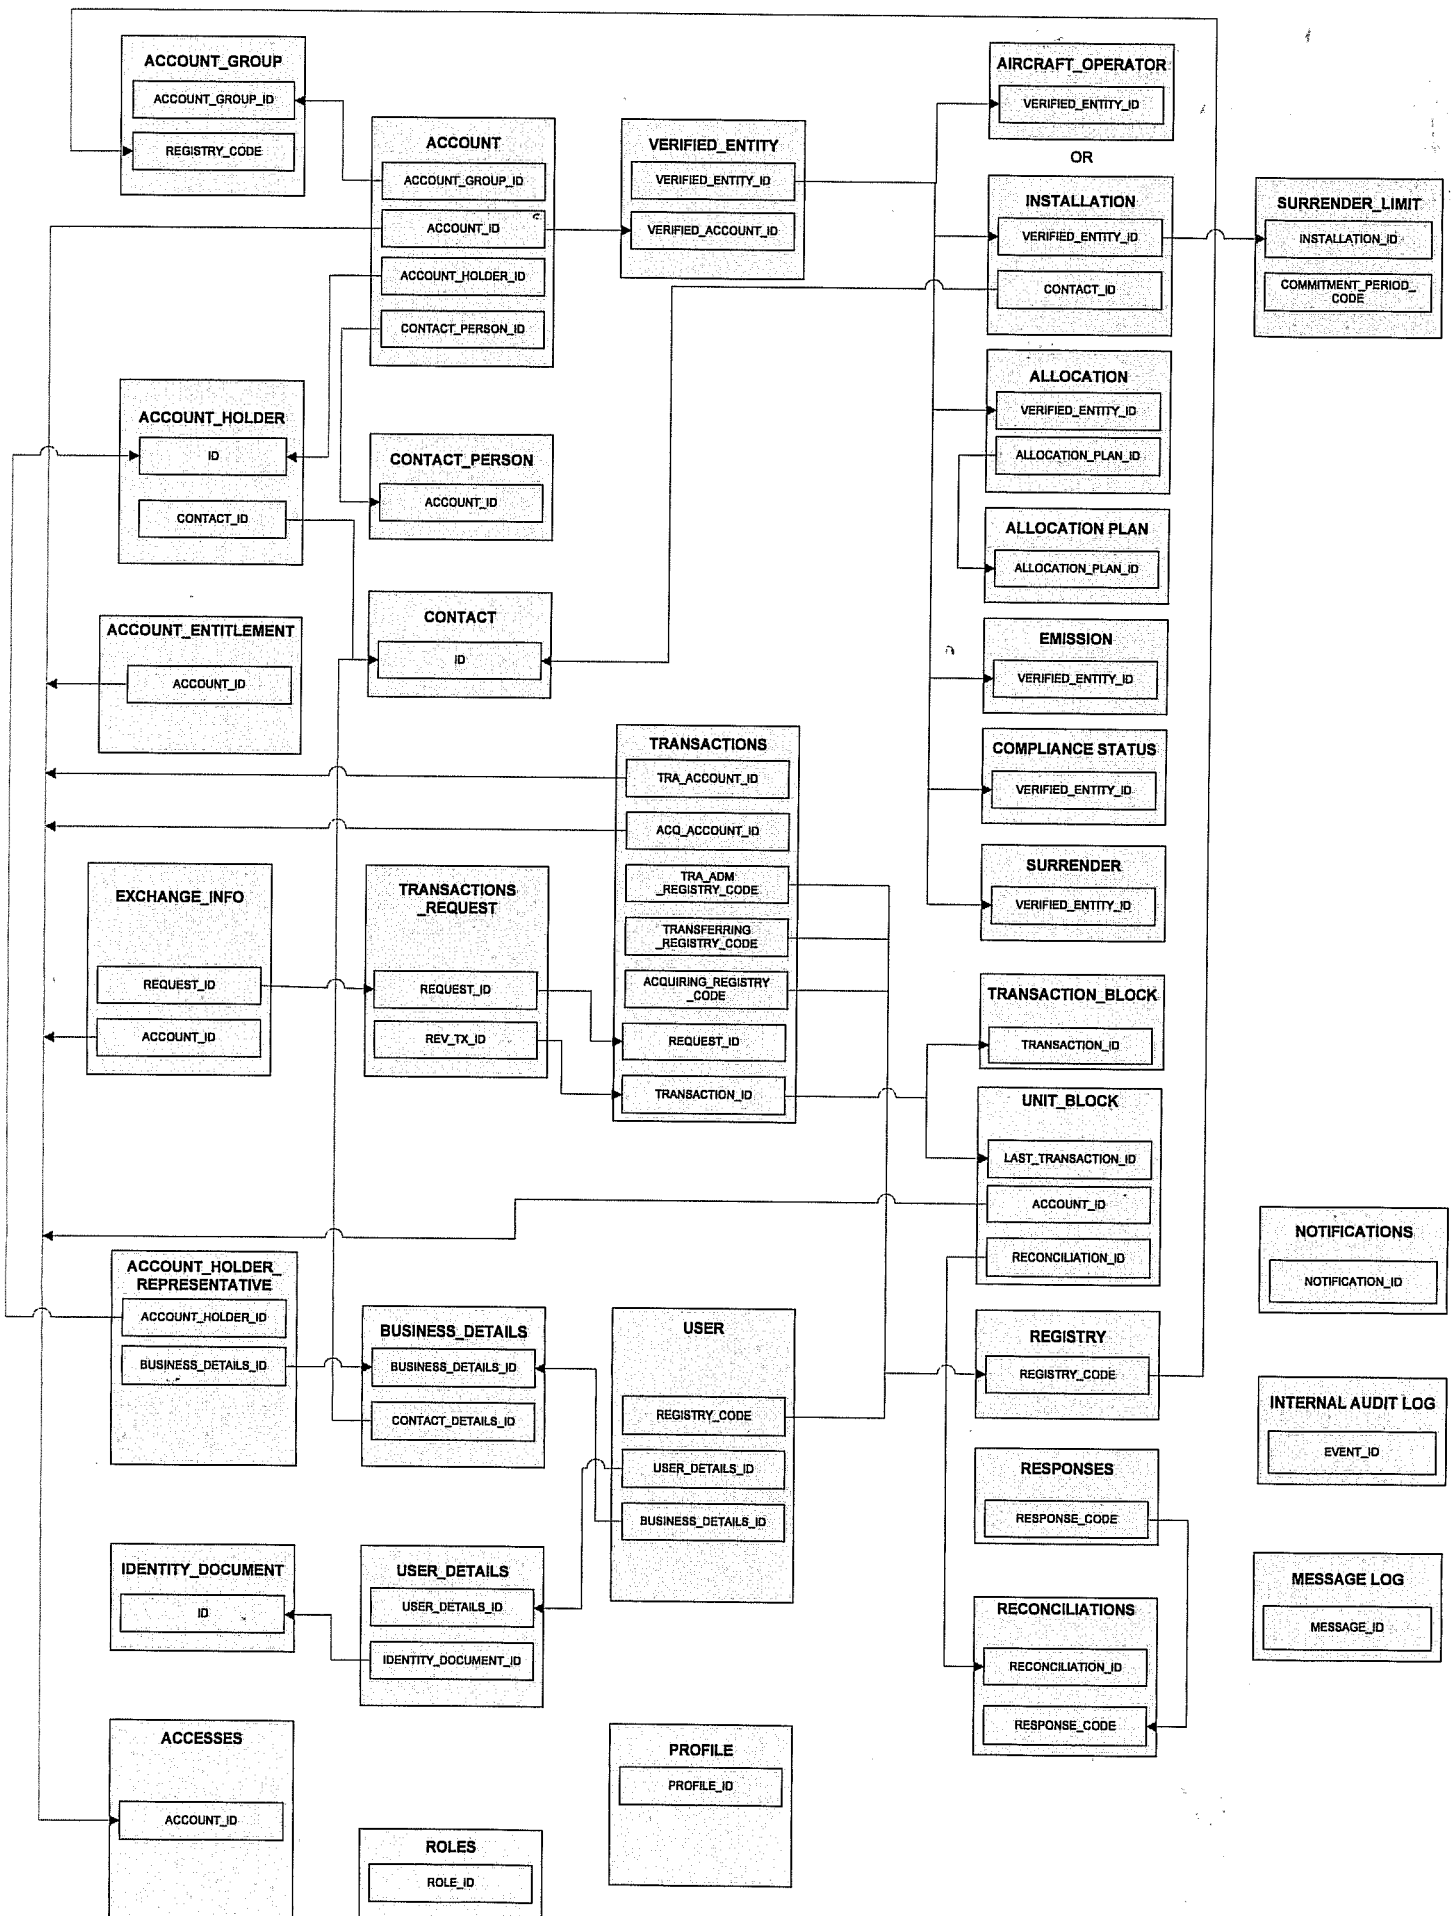 ACCOUNT_GROUP
ACCOUNT_GROUP_ID
REGISTRY_CODE
ACCOUNT
ACCOUNT_GROUP_ID
ACCOUNT_ID
ACCOUNT_HOLDER_ID
CONTACT_PERSON_ID
VERIFIED_ENTITY
VERIFIED_ENTITY_ID
VERIFIED_ACCOUNT_ID
AIRCRAFT_OPERATOR
VERIFIED_ENTITY_ID
OR
INSTALLATION
VERIFIED_ENTITY_ID
CONTACT_ID
SURRENDER_LIMIT
INSTALLATION_ID
COMMITMENT_PERIOD_
CODE
ALLOCATION
VERIFIED_ENTITY_ID
ALLOCATION_PLAN_ID
ACCOUNT_HOLDER
ID
CONTACT_ID
CONTACT_PERSON
ACCOUNT_ID
ALLOCATION PLAN
ALLOCATION_PLAN_ID
ACCOUNT_ENTITLEMENT
ACCOUNT_ID
CONTACT
ID
EMISSION
VERIFIED_ENTITY_ID
COMPLIANCE STATUS
VERIFIED_ENTITY_ID
SURRENDER
VERIFIED_ENTITY_ID
TRANSACTIONS
TRA_ACCOUNT_ID
ACQ_ACCOUNT_ID
TRA_ADM
_REGISTRY_CODE
TRANSFERRING
_REGISTRY_CODE
ACQUIRING_REGISTRY
_CODE
REQUEST_ID
TRANSACTION_ID
EXCHANGE_INFO
REQUEST_ID
ACCOUNT_ID
TRANSACTIONS
_REQUEST
REQUEST_ID
REV_TX_ID
TRANSACTION_BLOCK
TRANSACTION_ID
UNIT_BLOCK
LAST_TRANSACTION_ID
ACCOUNT_ID
RECONCILIATION_ID
NOTIFICATIONS
NOTIFICATION_ID
ACCOUNT_HOLDER_
REPRESENTATIVE
ACCOUNT_HOLDER_ID
BUSINESS_DETAILS_ID
BUSINESS_DETAILS
BUSINESS_DETAILS_ID
CONTACT_DETAILS_ID
USER
REGISTRY_CODE
USER_DETAILS_ID
BUSINESS_DETAILS_ID
REGISTRY
REGISTRY_CODE
INTERNAL AUDIT LOG
EVENT_ID
RESPONSES
RESPONSE_CODE
IDENTITY_DOCUMENT
ID
USER_DETAILS
USER_DETAILS_ID
IDENTITY_DOCUMENT_ID
RECONCILIATIONS
RECONCILIATION_ID
RESPONSE_CODE
MESSAGE LOG
MESSAGE_ID
ACCESSES
ACCOUNT_ID
PROFILE
PROFILE_ID
ROLES
ROLE_ID